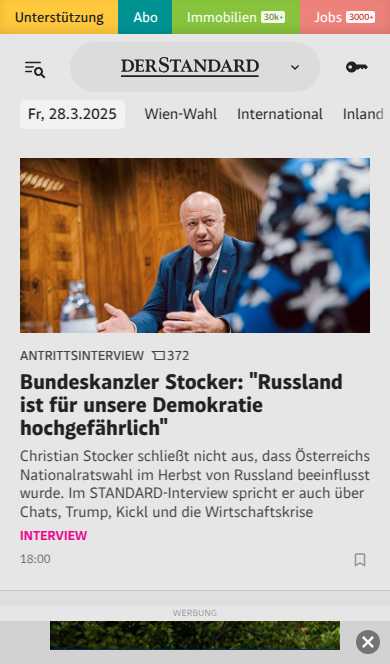 Unterstützung
Abo
Immobilien 30k+
Jobs 3000+
DERSTANDARD
Fr, 28.3.2025
Wien-Wahl
International
Inland
ANTRITTSINTERVIEW 372
Bundeskanzler Stocker: "Russland
ist für unsere Demokratie
hochgefährlich"
Christian Stocker schließt nicht aus, dass Österreichs
Nationalratswahl im Herbst von Russland beeinflusst
wurde. Im STANDARD-Interview spricht er auch über
Chats, Trump, Kickl und die Wirtschaftskrise
INTERVIEW
18:00
WERBUNG